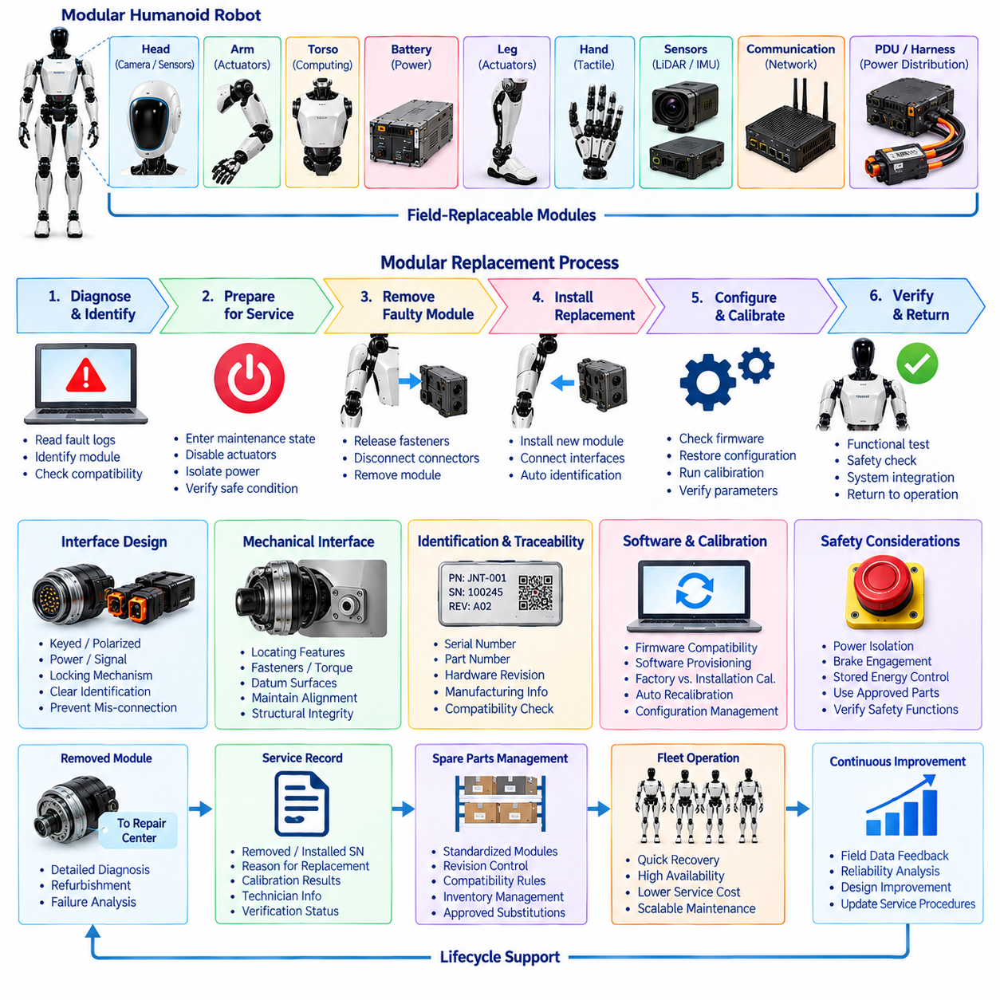 Modular Humanoid Robot
Head
(Camera / Sensors)
Arm
(Actuators)
Torso
(Computing)
Battery
(Power)
Leg
(Actuators)
Hand
(Tactile)
Sensors
(LiDAR / IMU)
Communication
(Network)
PDU / Harness
(Power Distribution)
Field-Replaceable Modules
Modular Replacement Process
1. Diagnose
& Identify
2. Prepare
for Service
3. Remove
Faulty Module
4. Install
Replacement
5. Configure
& Calibrate
6. Verify
& Return
• Read fault logs
• Identify module
• Check compatibility
• Enter maintenance state
• Disable actuators
• Isolate power
• Verify safe condition
• Release fasteners
• Disconnect connectors
• Remove module
• Install new module
• Connect interfaces
• Auto identification
• Check firmware
• Restore configuration
• Run calibiration
• Verify parameters
• Functional test
• Safety check
• System integration
• Return to operation
Interface Design
• Keyed / Polarized
• Power / Signal
• Locking Mechanism
• Clear Identification
• Prevent Mis-connection
Mechanical Interface
• Locating Features
• Fasteners / Torque
• Datum Surfaces
• Maintain Alignment
• Structural Integrity
Identification & Traceability
PN: JNT-001
SN: 100245
REV: A02
• Serial Number
• Part Number
• Hardware Revision
• Manufacturing Info
• Compatibility Check
Software & Calibration
• Firmware Compatibility
• Software Provisioning
• Factory vs. Installation Cal.
• Auto Recalibration
• Configuration Management
Safety Considerations
• Power Isolation
• Brake Engagement
• Stored Energy Control
• Use Approved Parts
• Verify Safety Functions
Removed Module
To Repair
Center
• Detailed Diagnosis
• Refurbishment
• Failure Analysis
Service Record
• Removed / Installed SN
• Reason for Replacement
• Calibration Results
• Technician Info
• Verification Status
Spare Parts Management
• Standardized Modules
• Revision Control
• Compatibility Rules
• Inventory Management
• Approved Substitutions
Fleet Operation
• Quick Recovery
• High Availability
• Lower Service Cost
• Scalable Maintenance
Continuous Improvement
• Field Data Feedback
• Reliability Analysis
• Design Improvement
• Update Service Procedures
Lifecycle Support